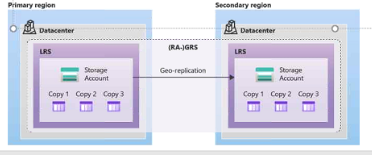 Primary region
Secondary region
Datacenter
Datacenter
(RA-)GRS
LRS
LRS
Storage
Account
Geo-replication
Storage
Account
Copy 1 Copy 2 Copy 3
Copy 1 Copy 2 Copy 3